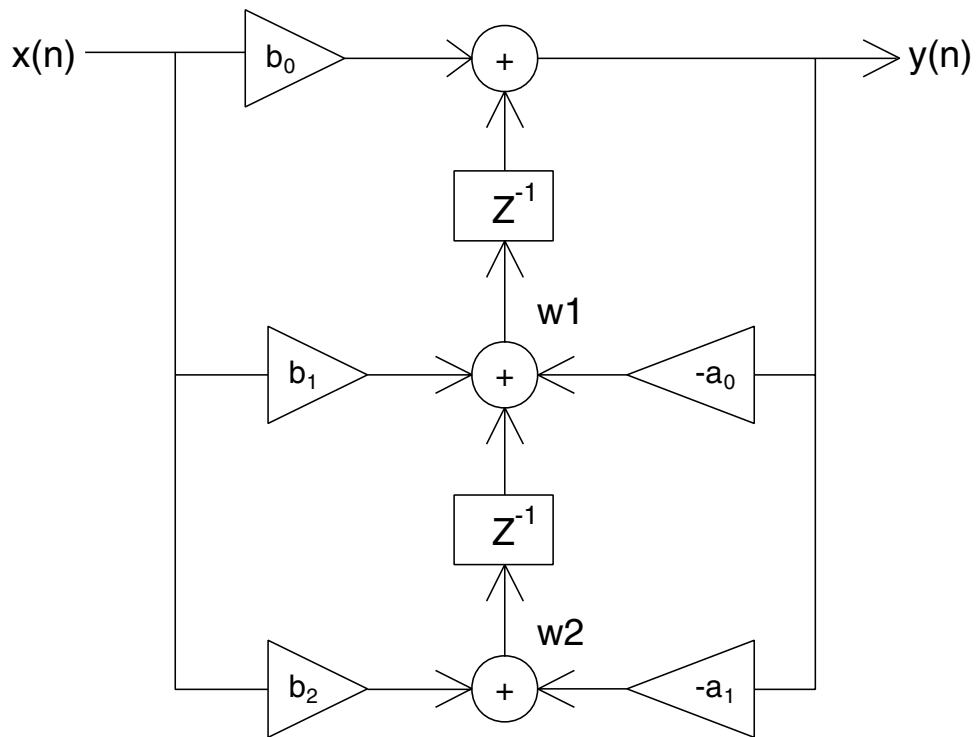 x(n) b₀ + y(n)
Z⁻¹
w1
b₁ + -a₀
Z⁻¹
w2
b₂ + -a₁